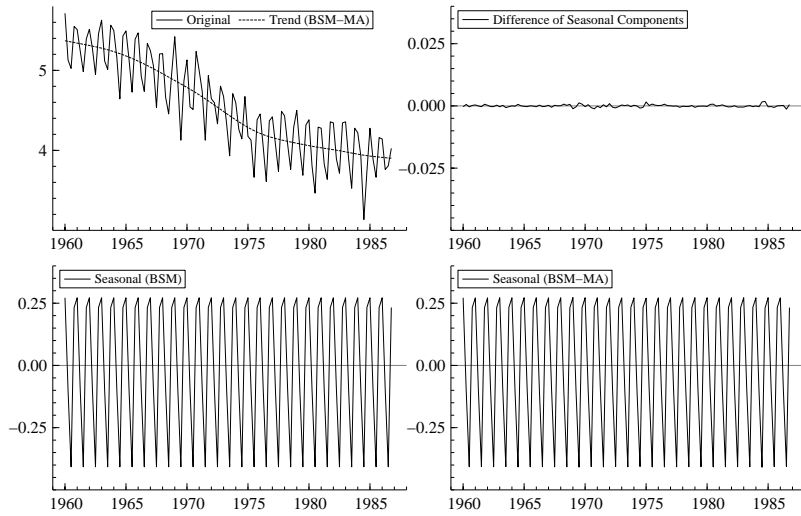 Original Trend (BSM−MA)
5
4
1960 1965 1970 1975 1980 1985
Difference of Seasonal Components
0.025
0.000
−0.025
1960 1965 1970 1975 1980 1985
Seasonal (BSM)
0.25
0.00
−0.25
1960 1965 1970 1975 1980 1985
Seasonal (BSM−MA)
0.25
0.00
−0.25
1960 1965 1970 1975 1980 1985